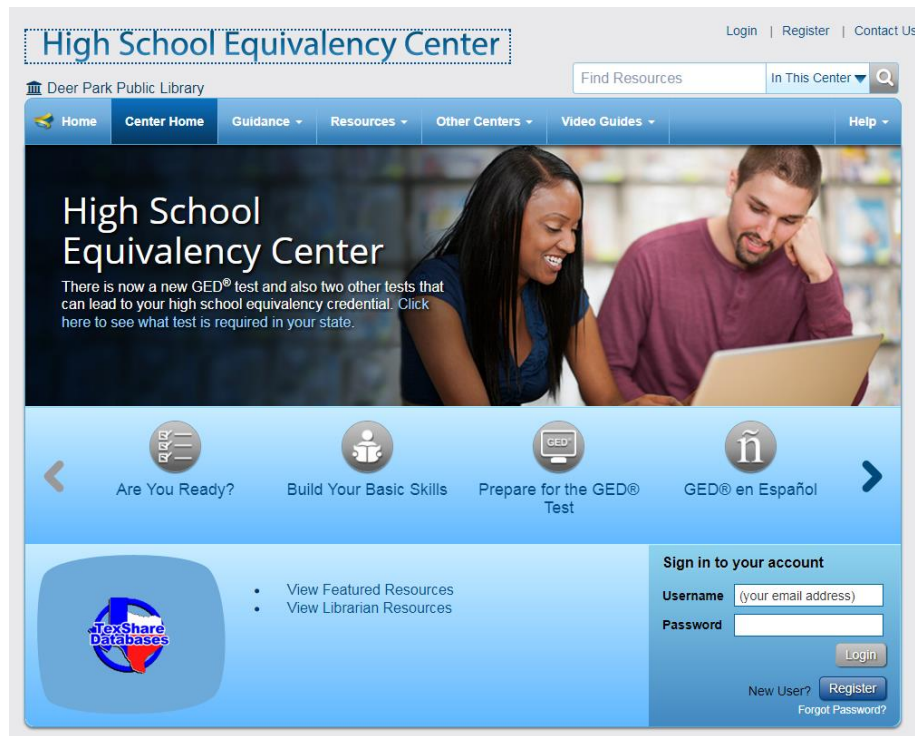 High School Equivalency Center
Login | Register | Contact Us
Deer Park Public Library
Find Resources
In This Center
Home
Center Home
Guidance
Resources
Other Centers
Video Guides
Help
High School
Equivalency Center
There is now a new GED® test and also two other tests that
can lead to your high school equivalency credential. Click
here to see what test is required in your state.
GED®
ñ
Are You Ready?
Build Your Basic Skills
Prepare for the GED®
Test
GED® en Español
TexShare
Databases
• View Featured Resources
• View Librarian Resources
Sign in to your account
Username (your email address)
Password
Login
New User? Register
Forgot Password?